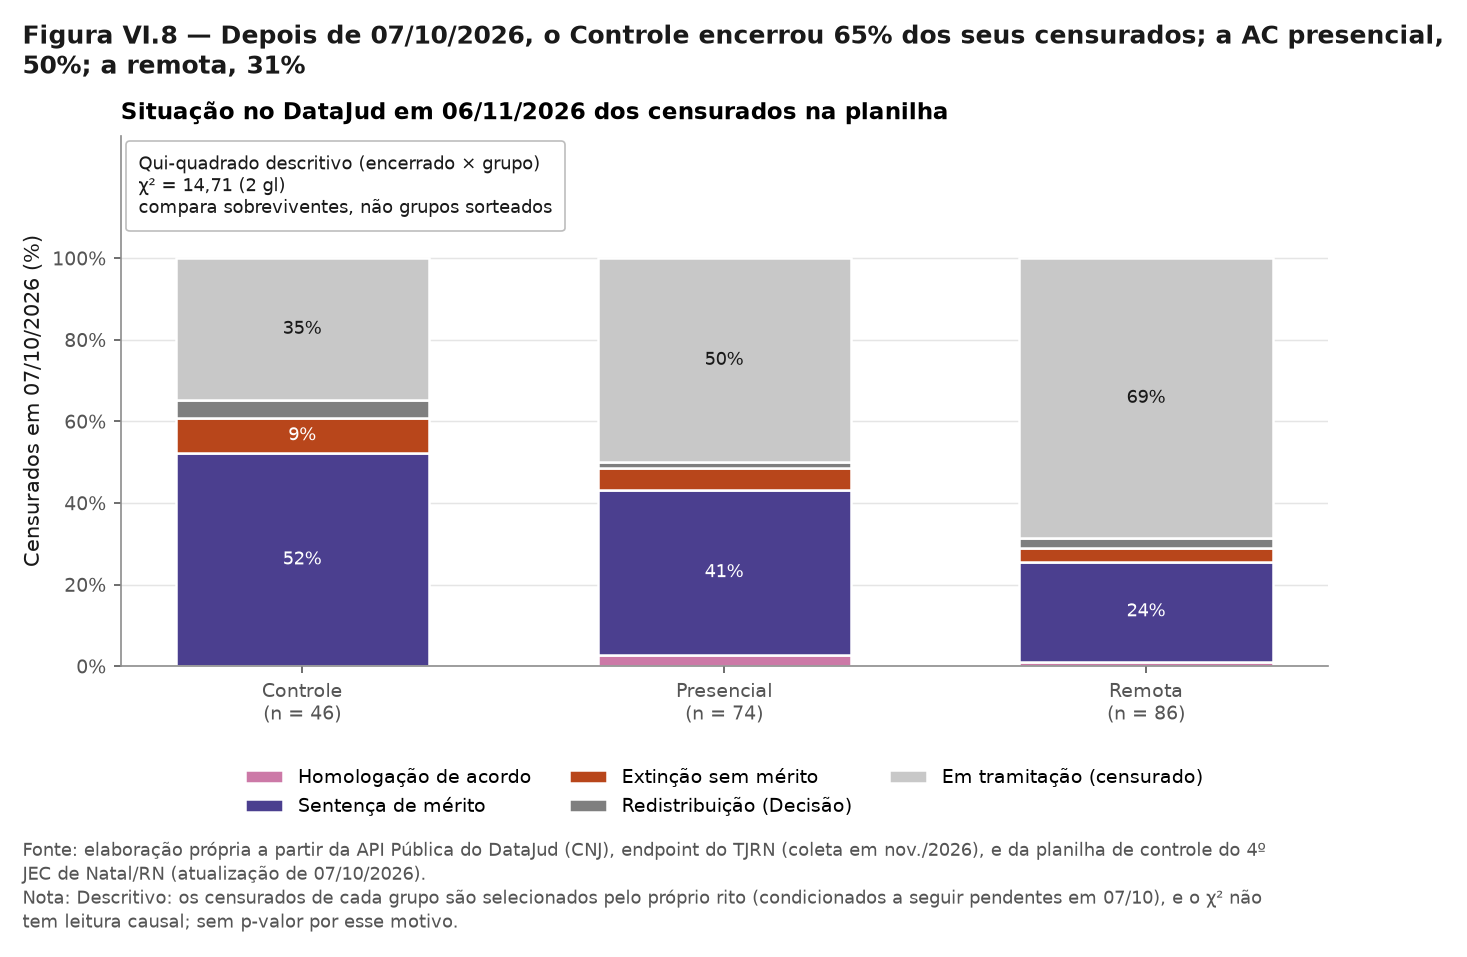 Figura VI.8 — Depois de 07/10/2026, o Controle encerrou 65% dos seus censurados; a AC presencial,
50%; a remota, 31%
Situação no DataJud em 06/11/2026 dos censurados na planilha
Qui-quadrado descritivo (encerrado × grupo)
χ² = 14,71 (2 gl)
compara sobreviventes, não grupos sorteados
Censurados em 07/10/2026 (%)
100%
80%
60%
40%
20%
0%
35%
9%
52%
50%
41%
69%
24%
Controle
(n = 46)
Presencial
(n = 74)
Remota
(n = 86)
Homologação de acordo
Sentença de mérito
Extinção sem mérito
Redistribuição (Decisão)
Em tramitação (censurado)
Fonte: elaboração própria a partir da API Pública do DataJud (CNJ), endpoint do TJRN (coleta em nov./2026), e da planilha de controle do 4º
JEC de Natal/RN (atualização de 07/10/2026).
Nota: Descritivo: os censurados de cada grupo são selecionados pelo próprio rito (condicionados a seguir pendentes em 07/10), e o χ² não
tem leitura causal; sem p-valor por esse motivo.